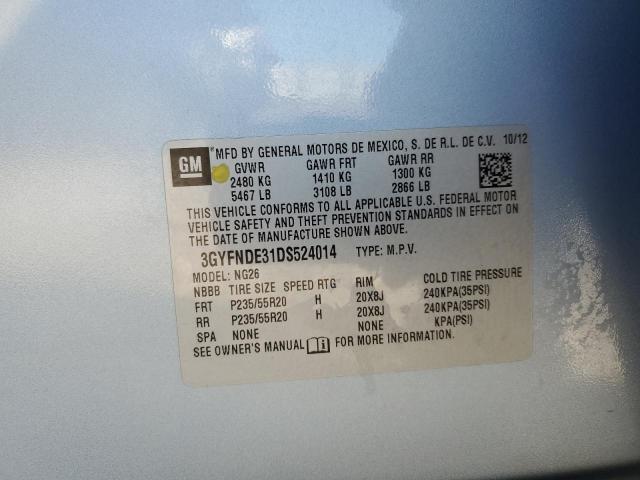 GM
MFD BY GENERAL MOTORS DE MEXICO, S. DE R.L. DE C.V. 10/12
GVWR GAWR FRT GAWR RR
2480 KG 1410 KG 1300 KG
5467 LB 3108 LB 2866 LB
THIS VEHICLE CONFORMS TO ALL APPLICABLE U.S. FEDERAL MOTOR
VEHICLE SAFETY AND THEFT PREVENTION STANDARDS IN EFFECT ON
THE DATE OF MANUFACTURE SHOWN ABOVE.
3GYFNDE31DS524014 TYPE: M.P.V.
MODEL: NG26
NBBB TIRE SIZE SPEED RTG RIM COLD TIRE PRESSURE
FRT P235/55R20 H 20X8J 240KPA(35PSI)
RR P235/55R20 H 20X8J 240KPA(35PSI)
SPA NONE NONE KPA(PSI)
SEE OWNER'S MANUAL FOR MORE INFORMATION.